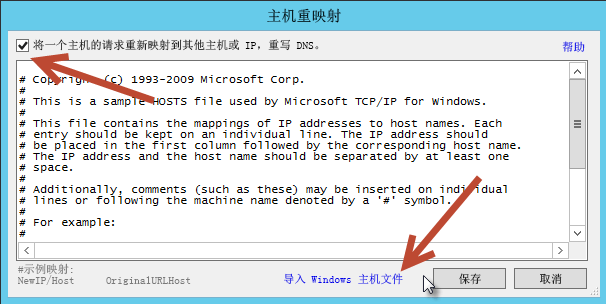 主机重映射
将一个主机的请求重新映射到其他主机或 IP，重写 DNS。
帮助
# Copyright (c) 1993-2009 Microsoft Corp.
#
# This is a sample HOSTS file used by Microsoft TCP/IP for Windows.
#
# This file contains the mappings of IP addresses to host names. Each
# entry should be kept on an individual line. The IP address should
# be placed in the first column followed by the corresponding host name.
# The IP address and the host name should be separated by at least one
# space.
#
# Additionally, comments (such as these) may be inserted on individual
# lines or following the machine name denoted by a '#' symbol.
#
# For example:
#
#示例映射:
NewIP/Host OriginalURLHost
导入 Windows 主机文件
保存
取消